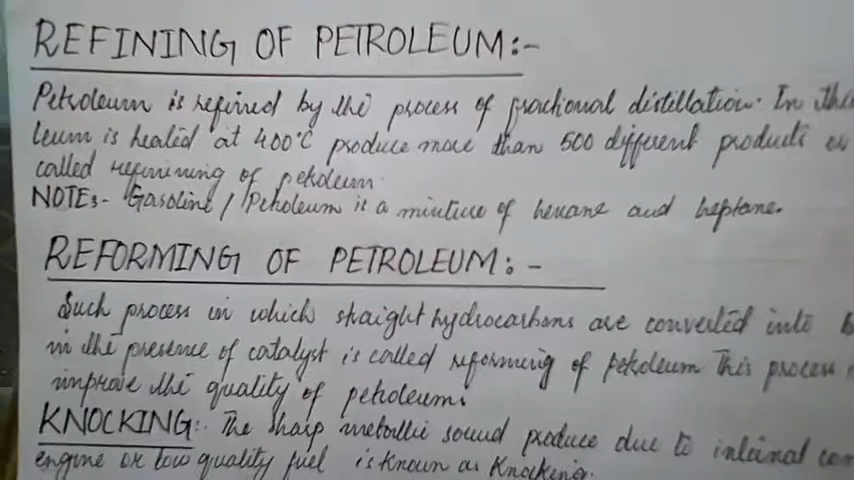 REFINING OF PETROLEUM:-
Petroleum is refined by the process of fractional distillation. In this
leum is heated at 400°C produce more than 500 different products
called refinining of petroleum
NOTE:- Gasoline / Petroleum is a mixture of hexane and heptane.
REFORMING OF PETROLEUM:-
Such process in which straight hydrocarbons are converted into b
in the presence of catalyst is called reforming of petroleum This process
improve the quality of petroleum.
KNOCKING:- The sharp metallic sound produce due to internal com
engine or low quality fuel is known as Knocking.